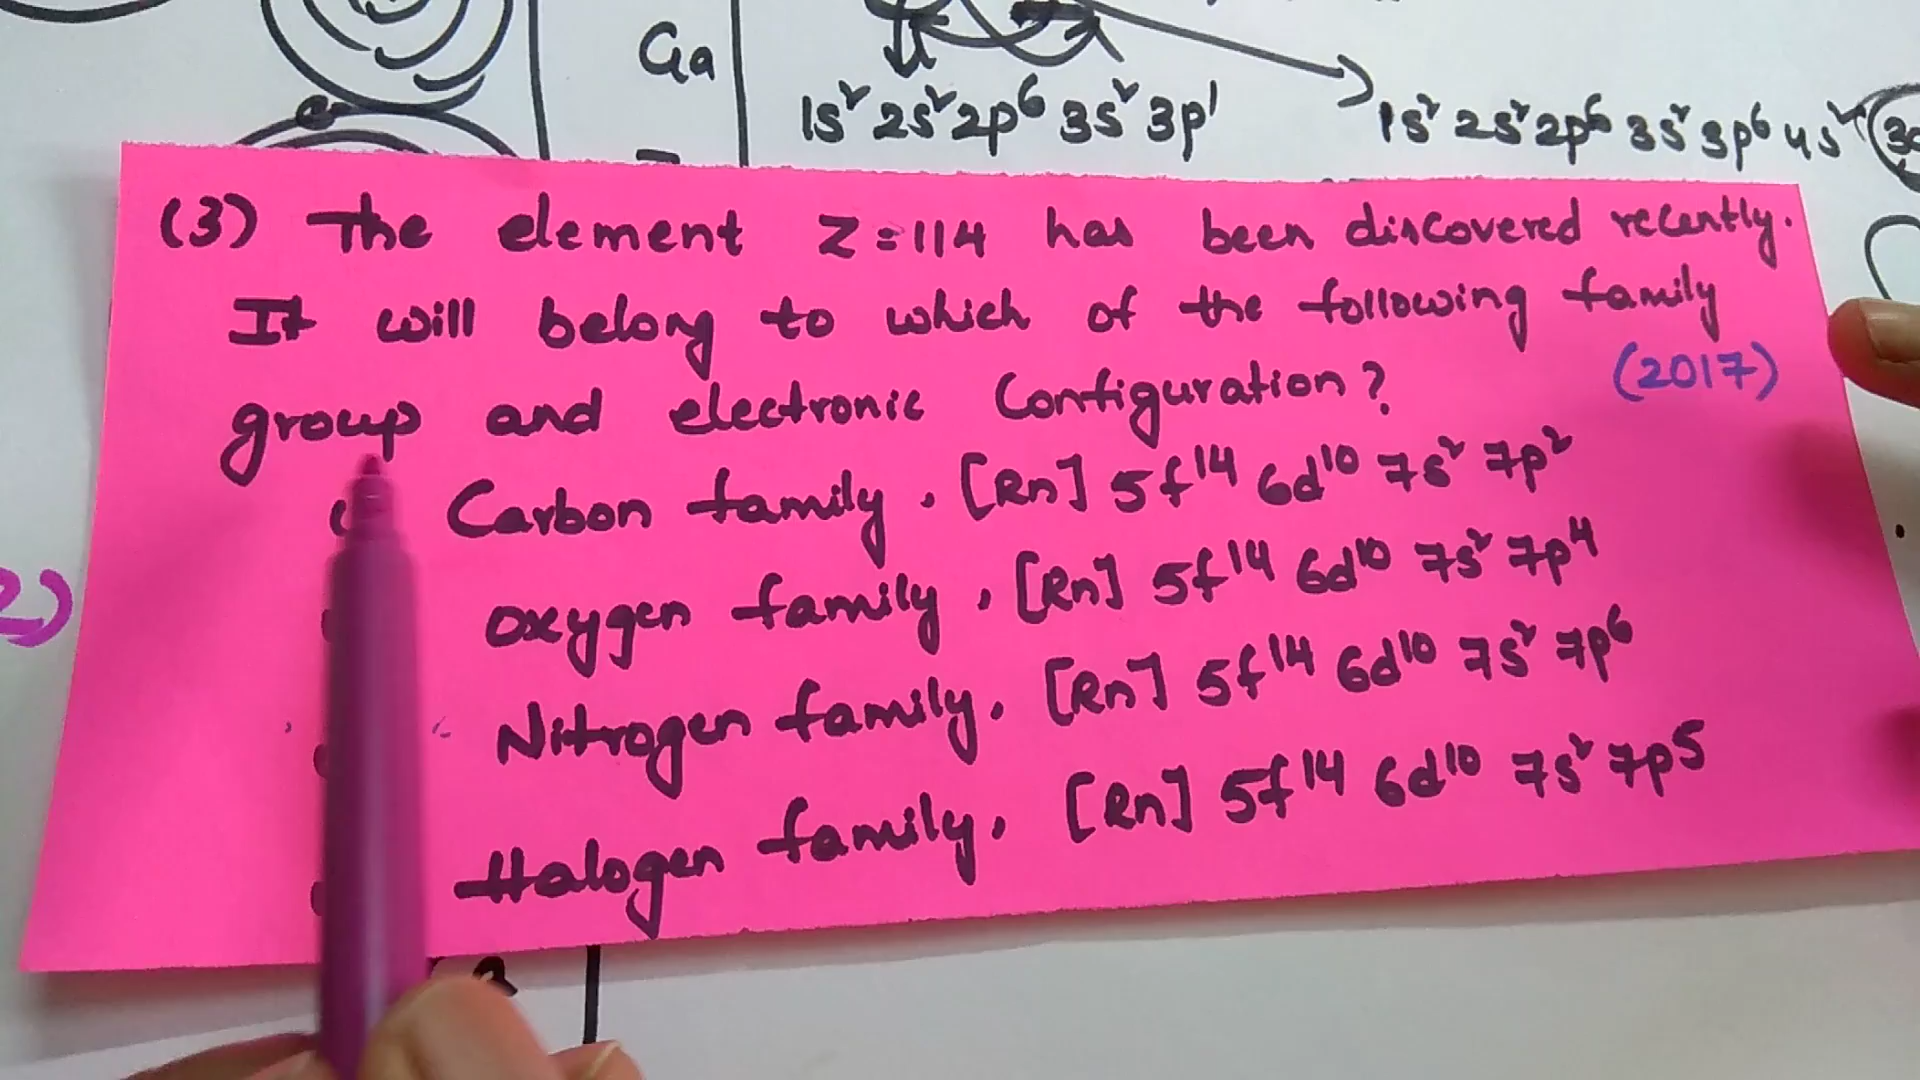 Ga
1s² 2s² 2p⁶ 3s² 3p¹
1s² 2s² 2p⁶ 3s² 3p⁶ 4s²
(3) The element Z=114 has been discovered recently.
It will belong to which of the following family
group and electronic Configuration?
(2017)
Carbon family. [Rn] 5f¹⁴ 6d¹⁰ 7s² 7p²
Oxygen family, [Rn] 5f¹⁴ 6d¹⁰ 7s² 7p⁴
Nitrogen family. [Rn] 5f¹⁴ 6d¹⁰ 7s² 7p⁶
Halogen family. [Rn] 5f¹⁴ 6d¹⁰ 7s² 7p⁵